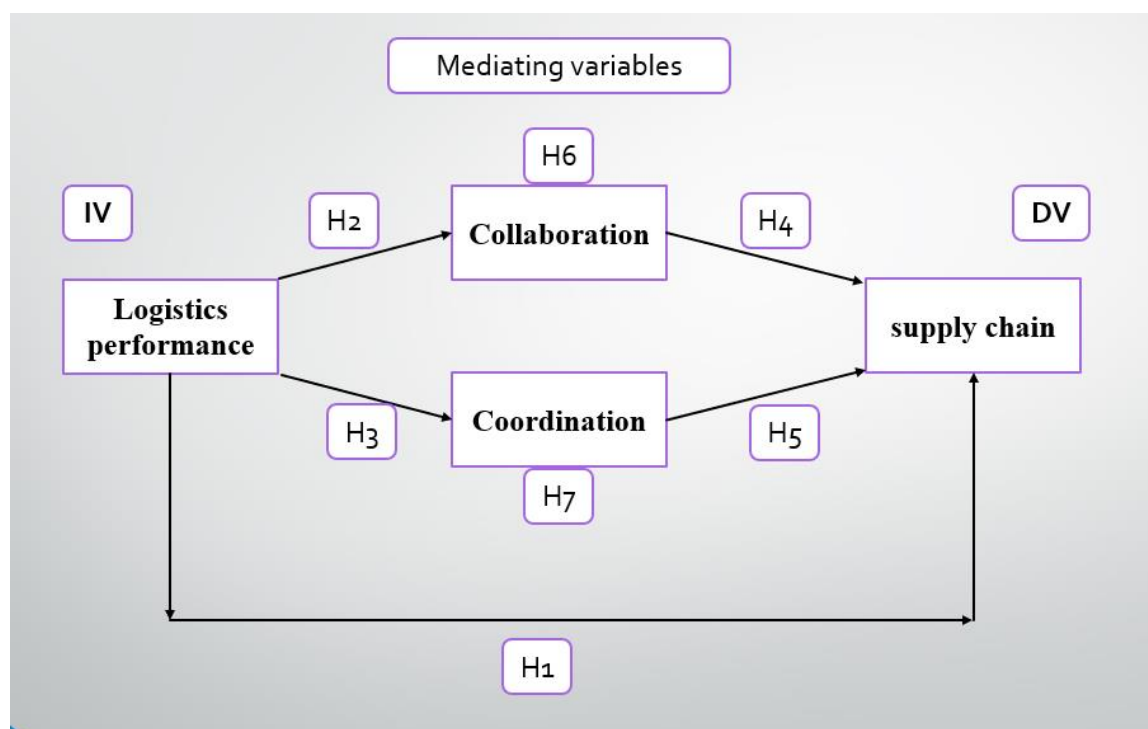 Mediating variables
H6
IV
DV
H2
Collaboration
H4
Logistics
performance
supply chain
H3
Coordination
H5
H7
H1